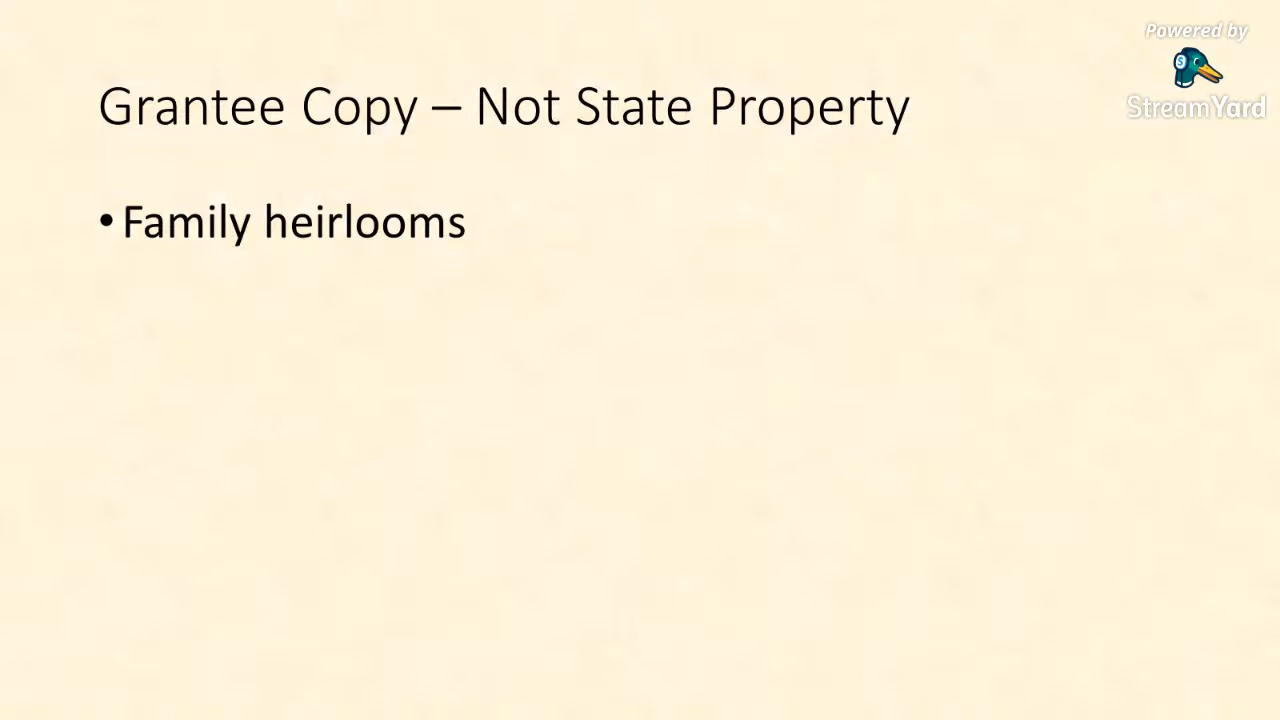 Powered by
StreamYard
Grantee Copy – Not State Property
• Family heirlooms